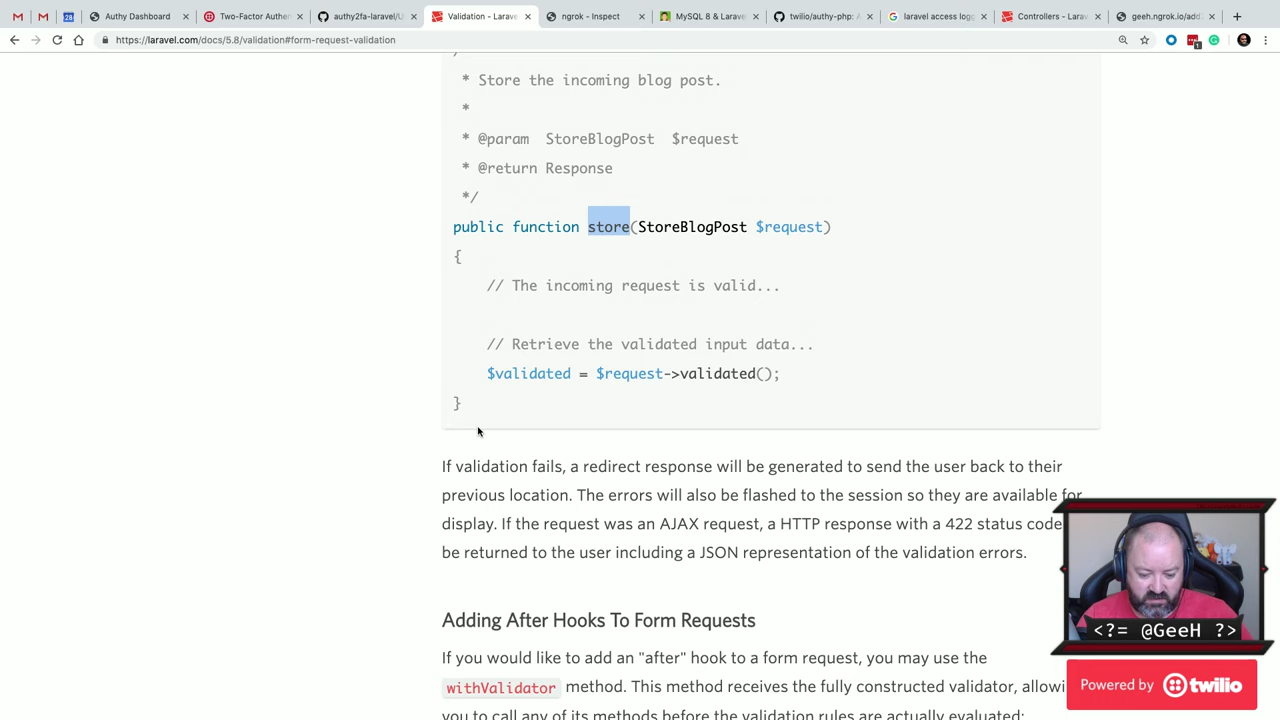 Authy Dashboard
Two-Factor Auther
authy2fa-laravel/U
Validation - Larave
ngrok - Inspect
MySQL 8 & Laravel
twilio/authy-php: A
laravel access logg
Controllers - Larav
geeh.ngrok.io/add
https://laravel.com/docs/5.8/validation#form-request-validation
* Store the incoming blog post.
*
* @param StoreBlogPost $request
* @return Response
*/
public function store(StoreBlogPost $request)
{
// The incoming request is valid...
// Retrieve the validated input data...
$validated = $request->validated();
}
If validation fails, a redirect response will be generated to send the user back to their
previous location. The errors will also be flashed to the session so they are available for
display. If the request was an AJAX request, a HTTP response with a 422 status code
be returned to the user including a JSON representation of the validation errors.
Adding After Hooks To Form Requests
If you would like to add an "after" hook to a form request, you may use the
withValidator method. This method receives the fully constructed validator, allowi
you to call any of its methods before the validation rules are actually evaluated:
<?= @GeeH ?>
Powered by twilio